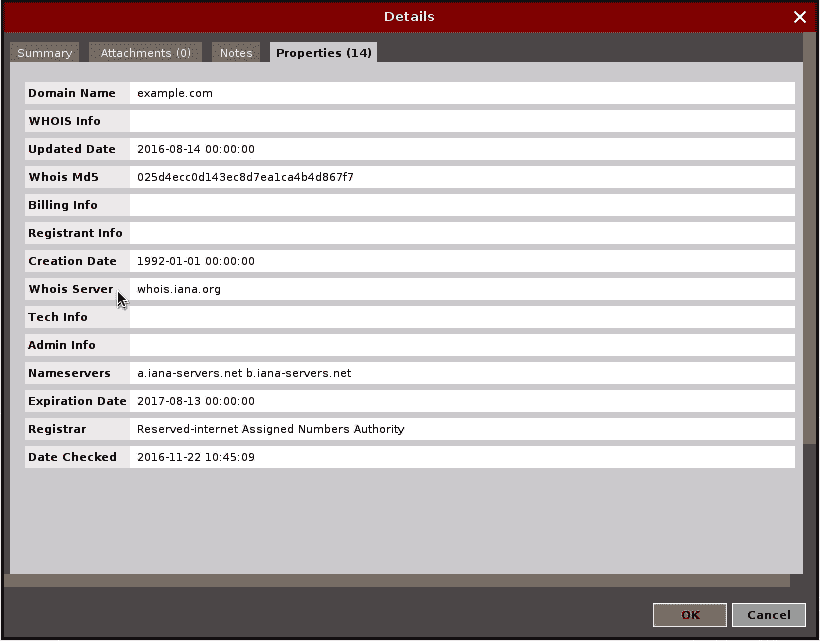 Details
Summary Attachments (0) Notes Properties (14)
Domain Name example.com
WHOIS Info
Updated Date 2016-08-14 00:00:00
Whois Md5 025d4ecc0d143ec8d7ea1ca4b4d867f7
Billing Info
Registrant Info
Creation Date 1992-01-01 00:00:00
Whois Server whois.iana.org
Tech Info
Admin Info
Nameservers a.iana-servers.net b.iana-servers.net
Expiration Date 2017-08-13 00:00:00
Registrar Reserved-internet Assigned Numbers Authority
Date Checked 2016-11-22 10:45:09
OK Cancel